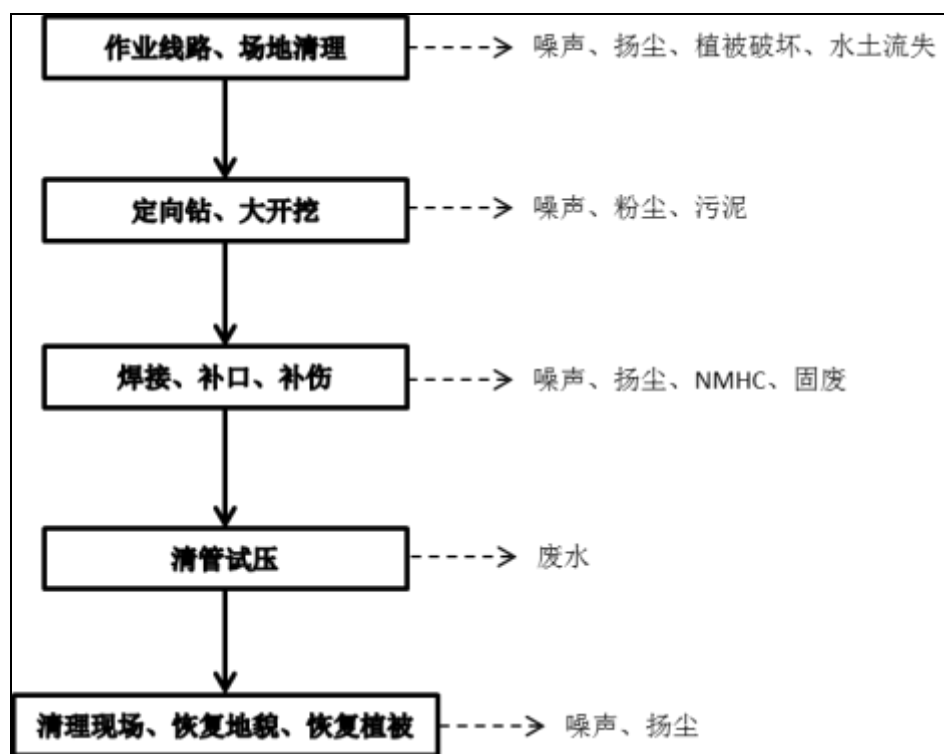 作业线路、场地清理 噪声、扬尘、植被破坏、水土流失
定向钻、大开挖 噪声、粉尘、污泥
焊接、补口、补伤 噪声、扬尘、NMHC、固废
清管试压 废水
清理现场、恢复地貌、恢复植被 噪声、扬尘